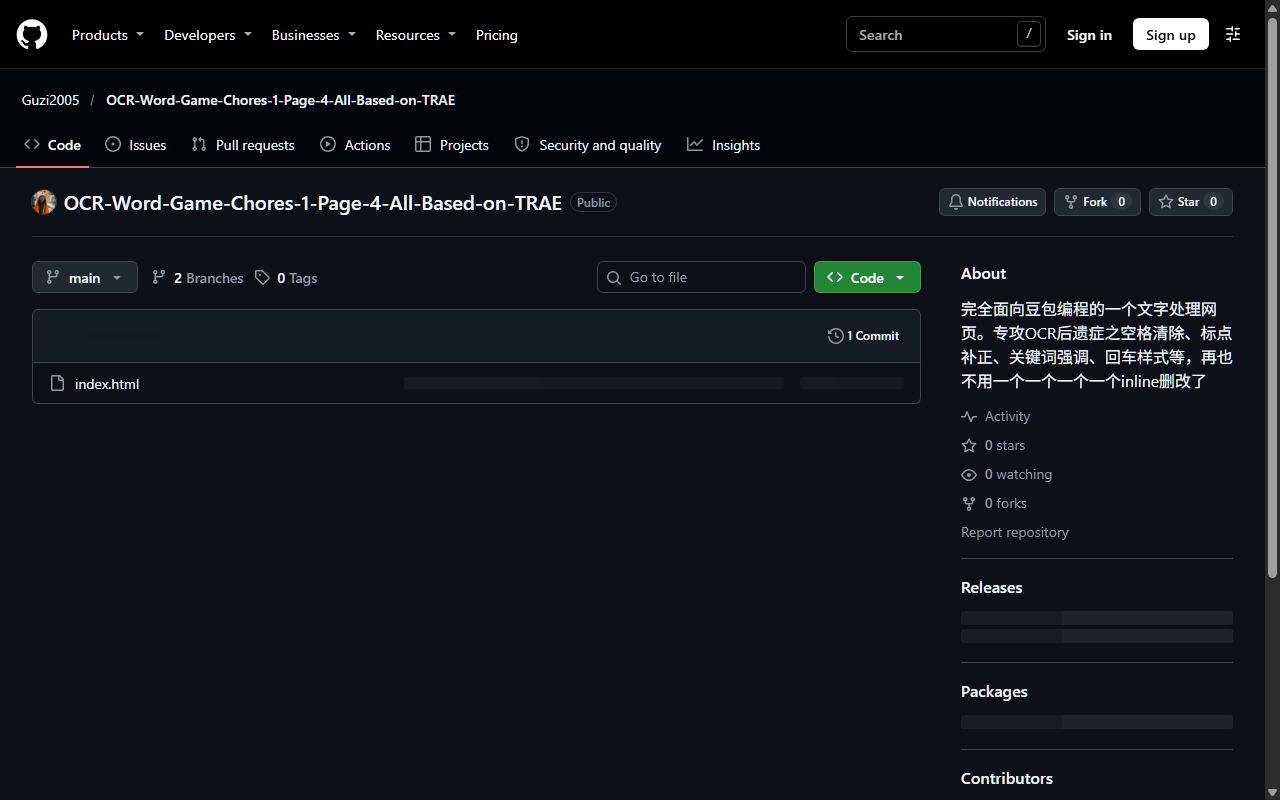 Products Developers Businesses Resources Pricing Search / Sign in Sign up
Guzi2005 / OCR-Word-Game-Chores-1-Page-4-All-Based-on-TRAE
Code Issues Pull requests Actions Projects Security and quality Insights
OCR-Word-Game-Chores-1-Page-4-All-Based-on-TRAE Public Notifications Fork 0 Star 0
main 2 Branches 0 Tags Go to file Code
1 Commit
index.html
About
完全面向豆包编程的一个文字处理网
页。专攻OCR后遗症之空格清除、标点
补正、关键词强调、回车样式等，再也
不用一个一个一个一个inline删改了
Activity
0 stars
0 watching
0 forks
Report repository
Releases
Packages
Contributors